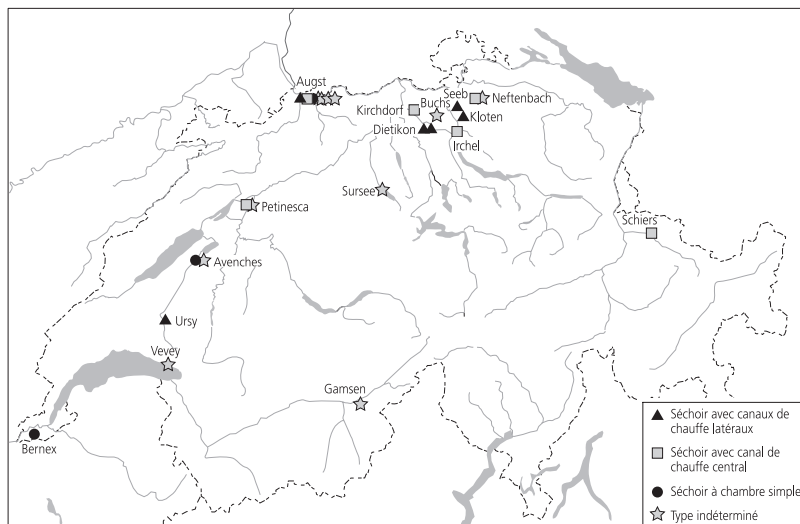 Augst
Seeb
Neftenbach
Buchs
Kirchdorf
Kloten
Dietikon
Irchel
Sursee
Petinesca
Schiers
Avenches
Ursy
Vevey
Gamsen
Bernex
Séchoir avec canaux de
chauffe latéraux
Séchoir avec canal de
chauffe central
Séchoir à chambre simple
Type indéterminé